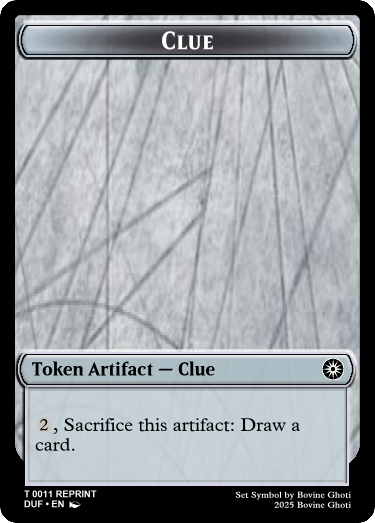 Clue
Token Artifact — Clue
2, Sacrifice this artifact: Draw a
card.
T 0011 REPRINT
DUF • EN
Set Symbol by Bovine Ghoti
2025 Bovine Ghoti